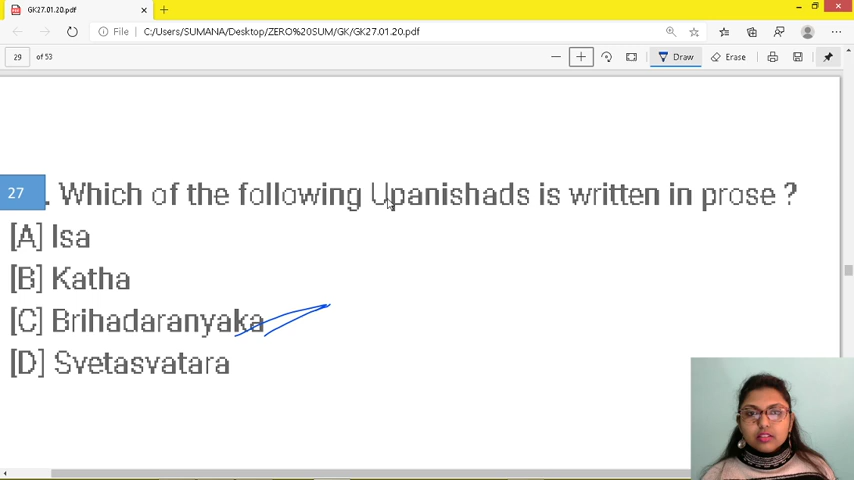 GK27.01.20.pdf
File
C:/Users/SUMANA/Desktop/ZERO%20SUM/GK/GK27.01.20.pdf
29 of 53
Draw
Erase
27 . Which of the following Upanishads is written in prose ?
[A] Isa
[B] Katha
[C] Brihadaranyaka
[D] Svetasvatara